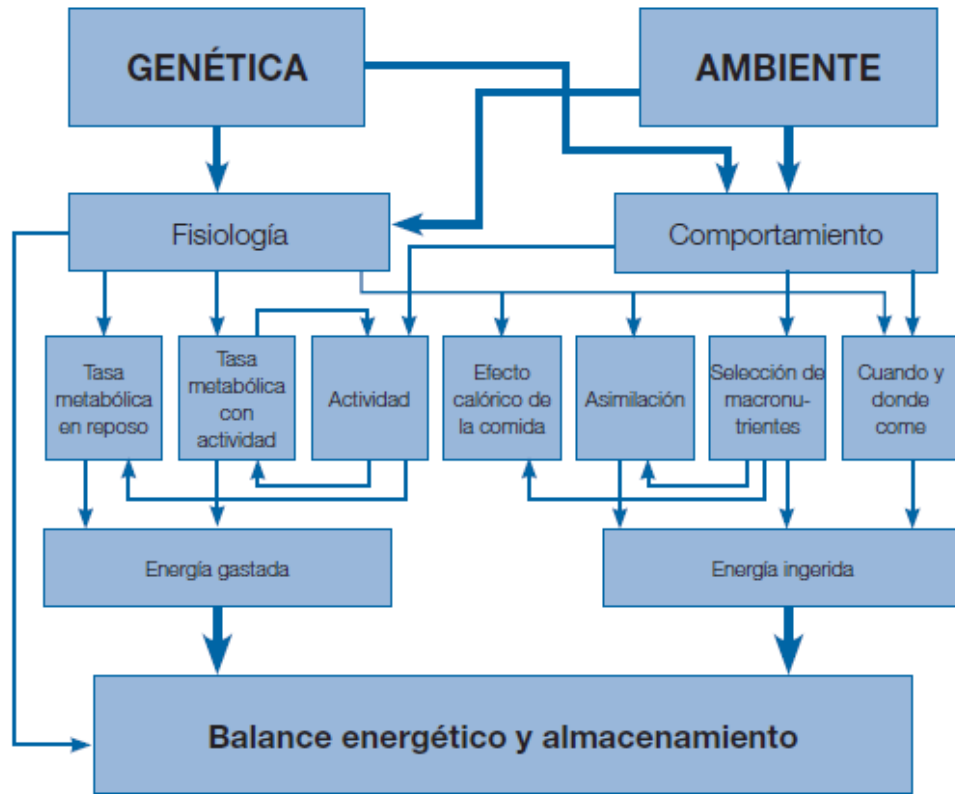 GENÉTICA
AMBIENTE
Fisiología
Comportamiento
Tasa
metabólica
en reposo
Tasa
metabólica
con
actividad
Actividad
Efecto
calórico de
la comida
Asimilación
Selección de
macronu-
trientes
Cuando y
donde
come
Energía gastada
Energía ingerida
Balance energético y almacenamiento